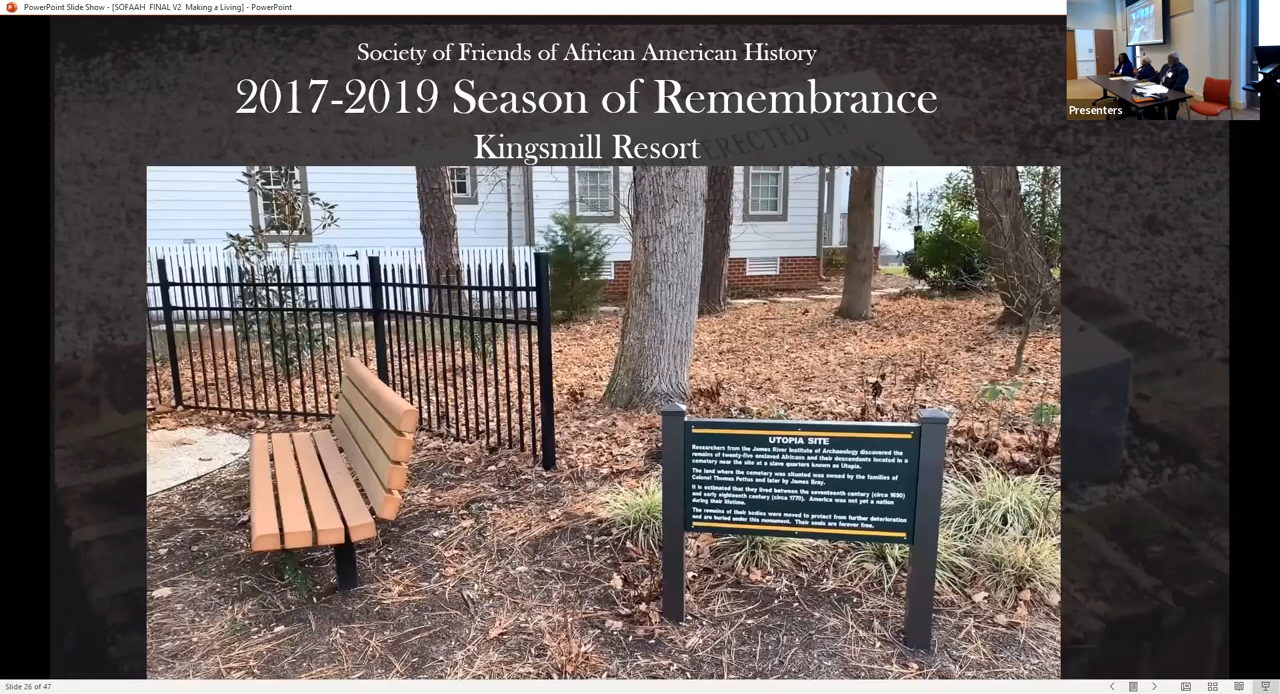 PowerPoint Slide Show - [SOFAAH FINAL V2 Making a Living] - PowerPoint
Society of Friends of African American History
2017-2019 Season of Remembrance
Kingsmill Resort
Presenters
ERECTED IN
UTOPIA SITE
Researchers from the James River Institute of Archaeology discovered the
remains of twenty-five enslaved Africans and their descendants located in a
cemetery near the site at a slave quarters known as Utopia.
The land where the cemetery was situated was owned by the families of
Colonel Thomas Pettus and later by James Bray.
It is estimated that they lived between the seventeenth century (circa 1690)
and early eighteenth century (circa 1770). America was not yet a nation
during their lifetime.
The remains of their bodies were moved to protect from further deterioration
and are buried under this monument. Their souls are forever free.
Slide 26 of 47